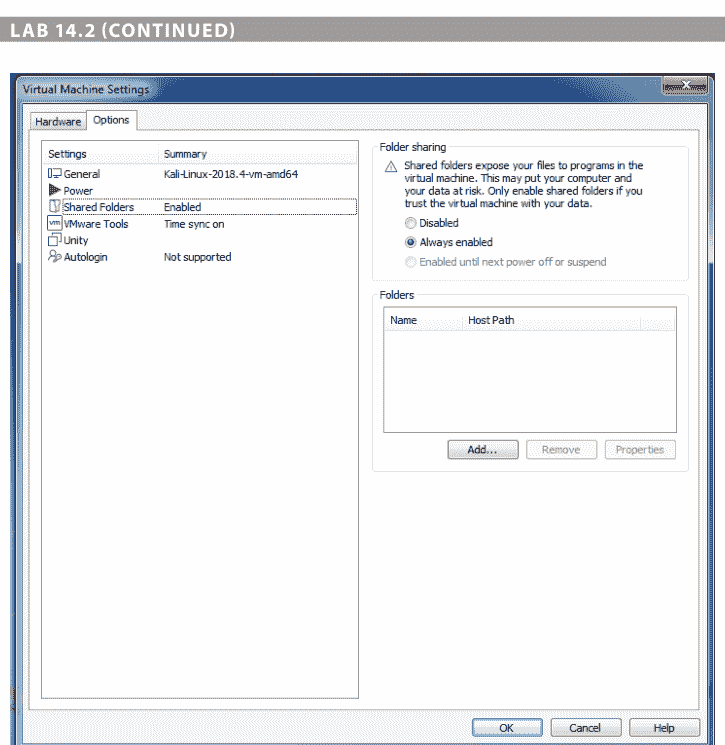 LAB 14.2 (CONTINUED)
Virtual Machine Settings
Hardware Options
Settings Summary
General Kali-Linux-2018.4-vm-amd64
Power
Shared Folders Enabled
vm VMware Tools Time sync on
Unity
Autologin Not supported
Folder sharing
Shared folders expose your files to programs in the
virtual machine. This may put your computer and
your data at risk. Only enable shared folders if you
trust the virtual machine with your data.
Disabled
Always enabled
Enabled until next power off or suspend
Folders
Name Host Path
Add... Remove Properties
OK Cancel Help